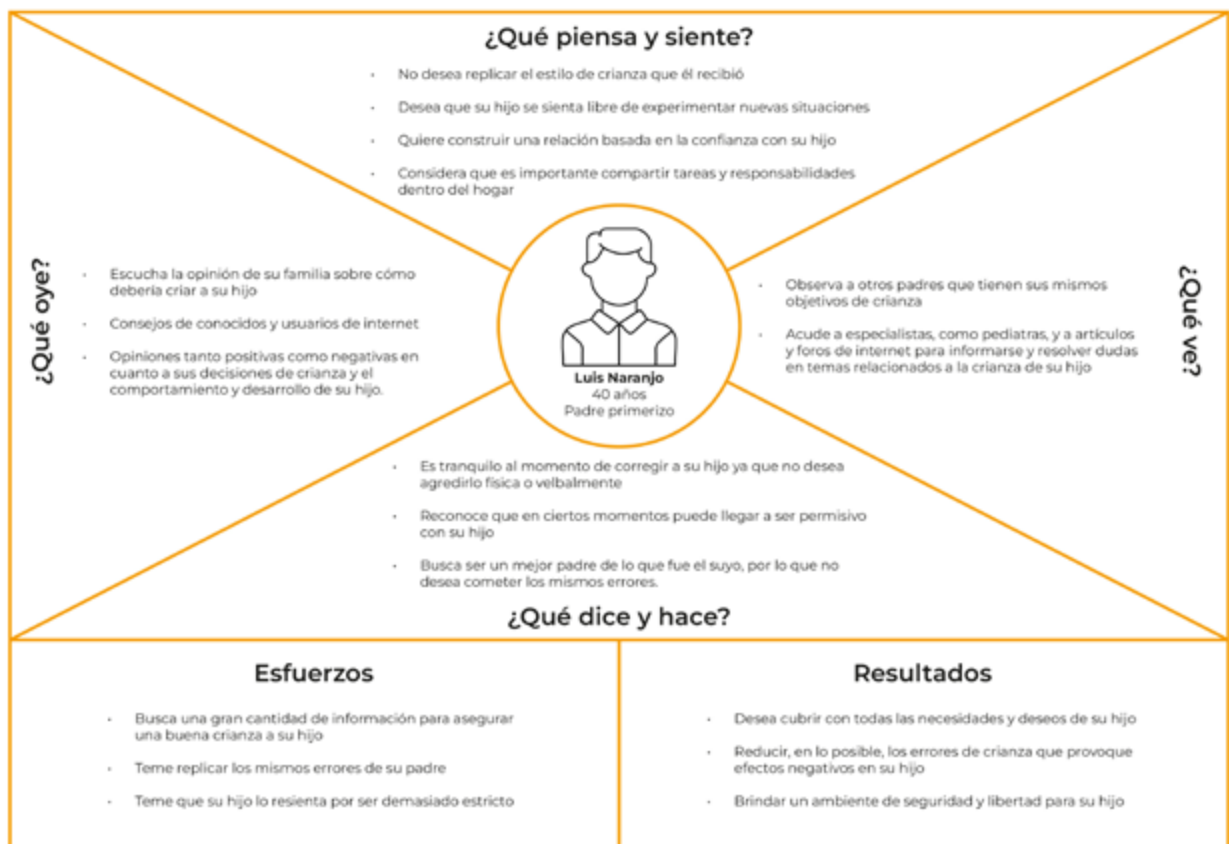 ¿Qué piensa y siente?
· No desea replicar el estilo de crianza que él recibió
· Desea que su hijo se sienta libre de experimentar nuevas situaciones
· Quiere construir una relación basada en la confianza con su hijo
· Considera que es importante compartir tareas y responsabilidades
dentro del hogar
¿Qué oye?
· Escucha la opinión de su familia sobre cómo
debería criar a su hijo
· Consejos de conocidos y usuarios de internet
· Opiniones tanto positivas como negativas en
cuanto a sus decisiones de crianza y el
comportamiento y desarrollo de su hijo.
Luis Naranjo
40 años
Padre primerizo
¿Qué ve?
· Observa a otros padres que tienen sus mismos
objetivos de crianza
· Acude a especialistas, como pediatras, y a artículos
y foros de internet para informarse y resolver dudas
en temas relacionados a la crianza de su hijo
· Es tranquilo al momento de corregir a su hijo ya que no desea
agredirlo física o velbalmente
· Reconoce que en ciertos momentos puede llegar a ser permisivo
con su hijo
· Busca ser un mejor padre de lo que fue el suyo, por lo que no
desea cometer los mismos errores.
¿Qué dice y hace?
Esfuerzos
· Busca una gran cantidad de información para asegurar
una buena crianza a su hijo
· Teme replicar los mismos errores de su padre
· Teme que su hijo lo resienta por ser demasiado estricto
Resultados
· Desea cubrir con todas las necesidades y deseos de su hijo
· Reducir, en lo posible, los errores de crianza que provoque
efectos negativos en su hijo
· Brindar un ambiente de seguridad y libertad para su hijo